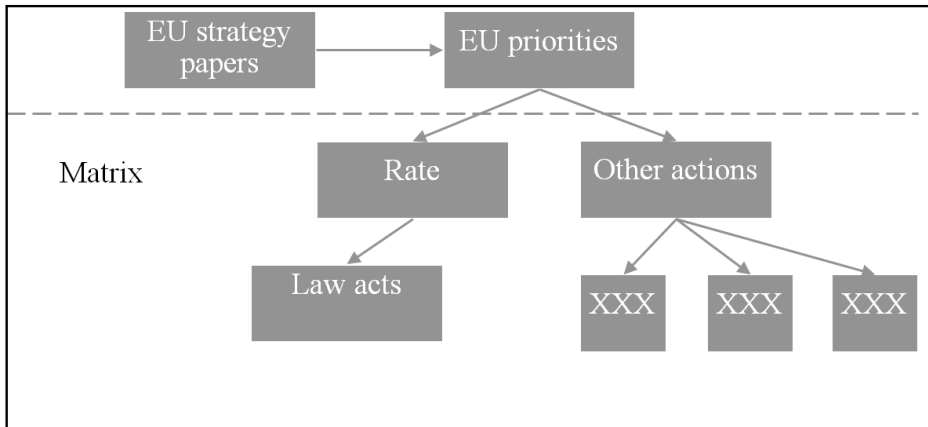 EU strategy
papers
EU priorities
Matrix
Rate
Other actions
Law acts
XXX
XXX
XXX